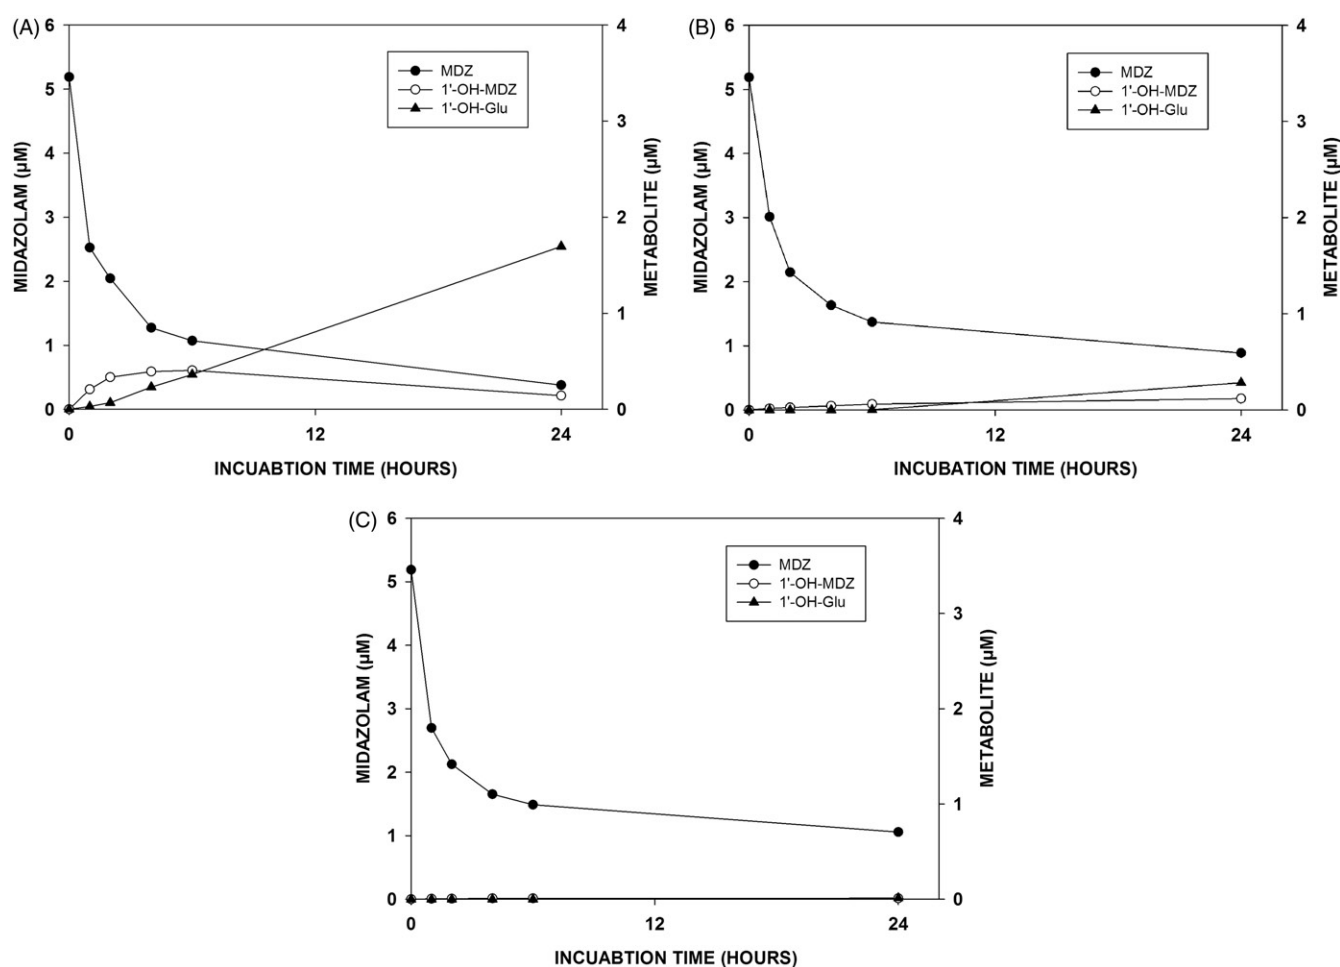 (A)
6
5
4
3
2
1
0
MIDAZOLAM (µM)
MDZ
1'-OH-MDZ
1'-OH-Glu
4
3
2
1
0
METABOLITE (µM)
0 12 24
INCUABTION TIME (HOURS)
(B)
6
5
4
3
2
1
0
MIDAZOLAM (µM)
MDZ
1'-OH-MDZ
1'-OH-Glu
4
3
2
1
0
METABOLITE (µM)
0 12 24
INCUBATION TIME (HOURS)
(C)
6
5
4
3
2
1
0
MIDAZOLAM (µM)
MDZ
1'-OH-MDZ
1'-OH-Glu
4
3
2
1
0
METABOLITE (µM)
0 12 24
INCUABTION TIME (HOURS)